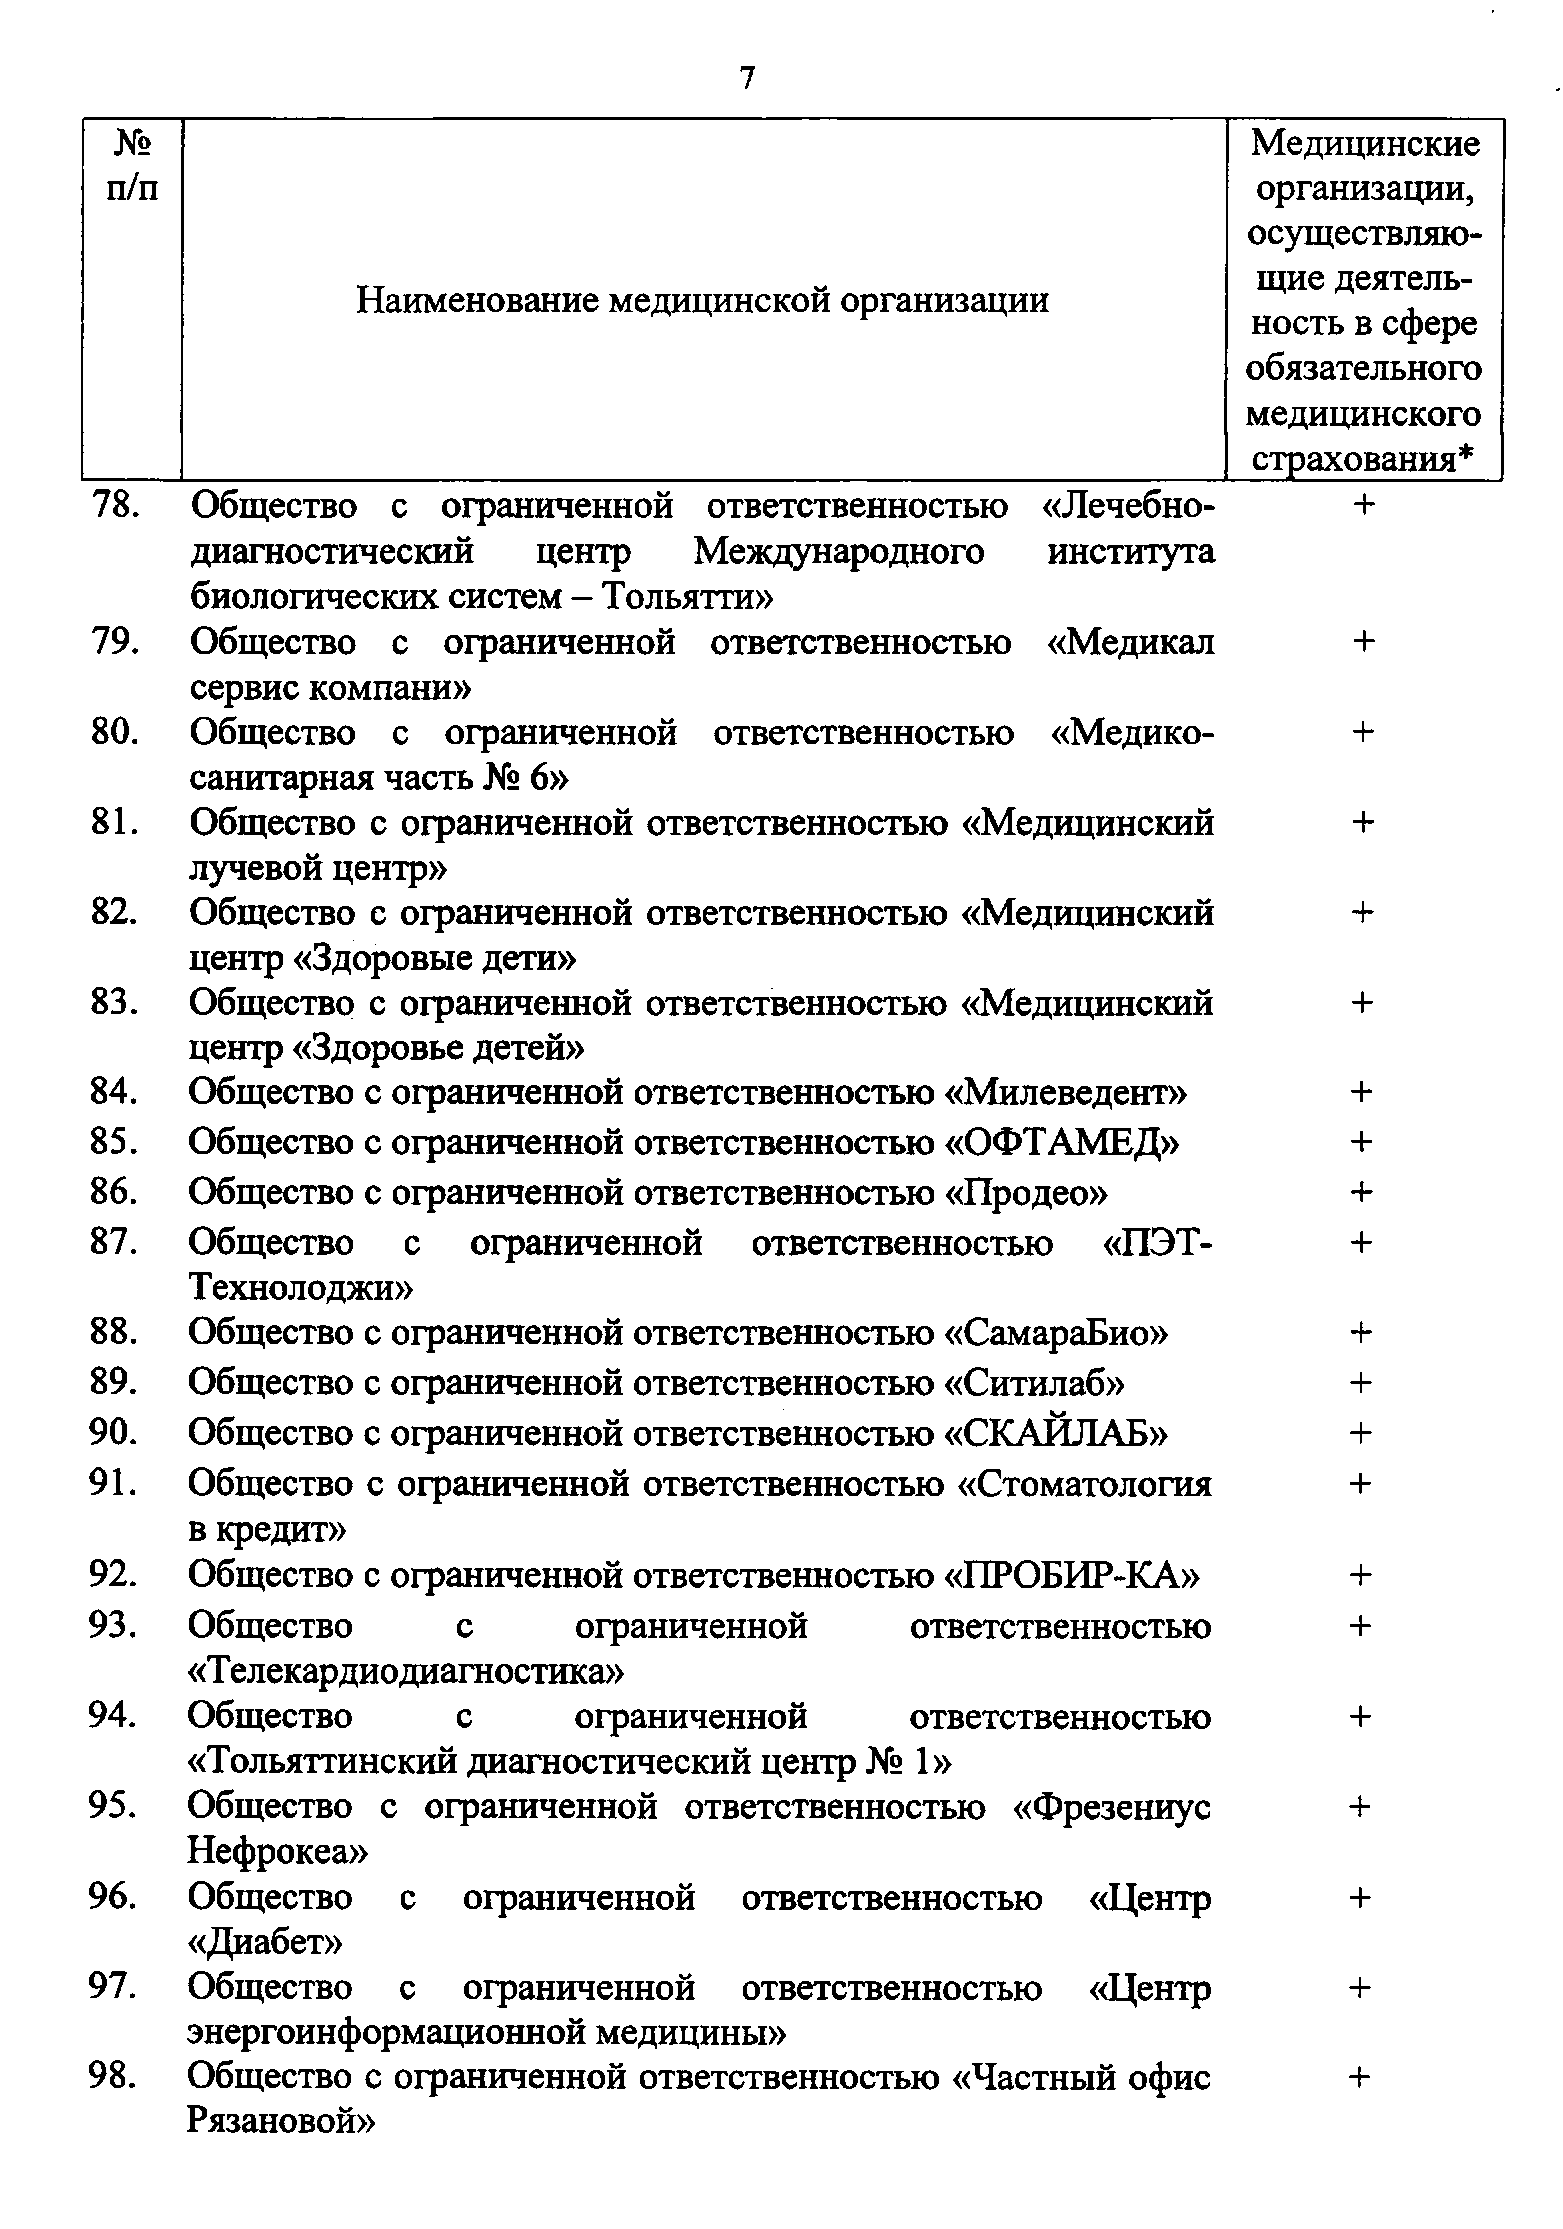 7
№
п/п
Наименование медицинской организации
Медицинские
организации,
осуществляю-
щие деятель-
ность в сфере
обязательного
медицинского
страхования*
78. Общество с ограниченной ответственностью «Лечебно- +
диагностический центр Международного института
биологических систем – Тольятти»
79. Общество с ограниченной ответственностью «Медикал +
сервис компани»
80. Общество с ограниченной ответственностью «Медико- +
санитарная часть № 6»
81. Общество с ограниченной ответственностью «Медицинский +
лучевой центр»
82. Общество с ограниченной ответственностью «Медицинский +
центр «Здоровые дети»
83. Общество с ограниченной ответственностью «Медицинский +
центр «Здоровье детей»
84. Общество с ограниченной ответственностью «Милеведент» +
85. Общество с ограниченной ответственностью «ОФТАМЕД» +
86. Общество с ограниченной ответственностью «Продео» +
87. Общество с ограниченной ответственностью «ПЭТ- +
Технолоджи»
88. Общество с ограниченной ответственностью «СамараБио» +
89. Общество с ограниченной ответственностью «Ситилаб» +
90. Общество с ограниченной ответственностью «СКАЙЛАБ» +
91. Общество с ограниченной ответственностью «Стоматология +
в кредит»
92. Общество с ограниченной ответственностью «ПРОБИР-КА» +
93. Общество с ограниченной ответственностью +
«Телекардиодиагностика»
94. Общество с ограниченной ответственностью +
«Тольяттинский диагностический центр № 1»
95. Общество с ограниченной ответственностью «Фрезениус +
Нефрокеа»
96. Общество с ограниченной ответственностью «Центр +
«Диабет»
97. Общество с ограниченной ответственностью «Центр +
энергоинформационной медицины»
98. Общество с ограниченной ответственностью «Частный офис +
Рязановой»